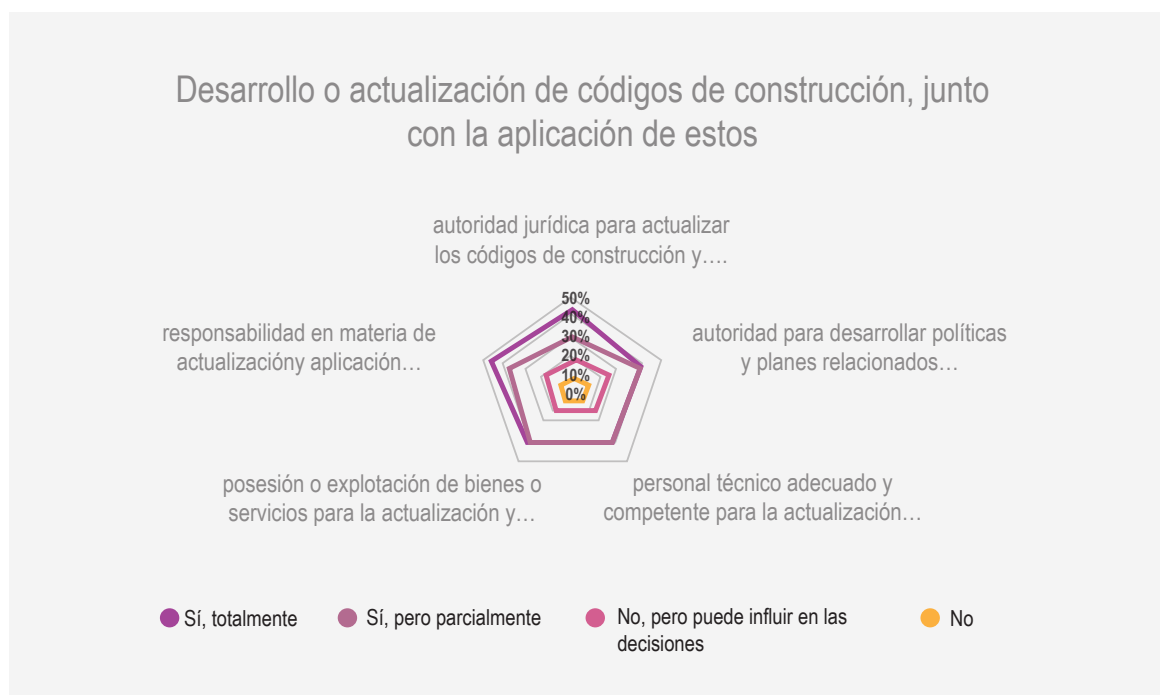 Desarrollo o actualización de códigos de construcción, junto
con la aplicación de estos
autoridad jurídica para actualizar
los códigos de construcción y….
50%
40%
30%
20%
10%
0%
responsabilidad en materia de
actualizacióny aplicación…
autoridad para desarrollar políticas
y planes relacionados…
posesión o explotación de bienes o
servicios para la actualización y…
personal técnico adecuado y
competente para la actualización…
Sí, totalmente
Sí, pero parcialmente
No, pero puede influir en las
decisiones
No